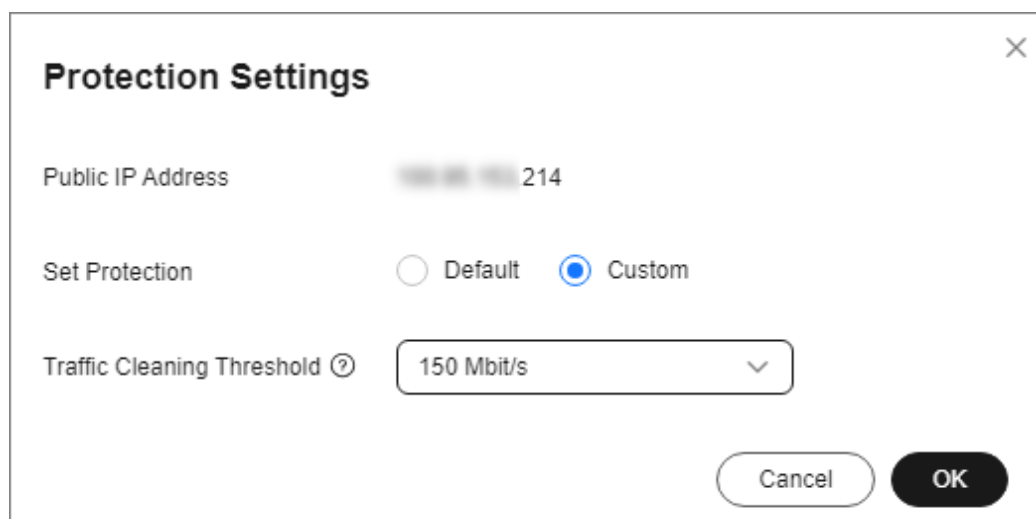 Protection Settings
Public IP Address .214
Set Protection Default Custom
Traffic Cleaning Threshold 150 Mbit/s
Cancel OK